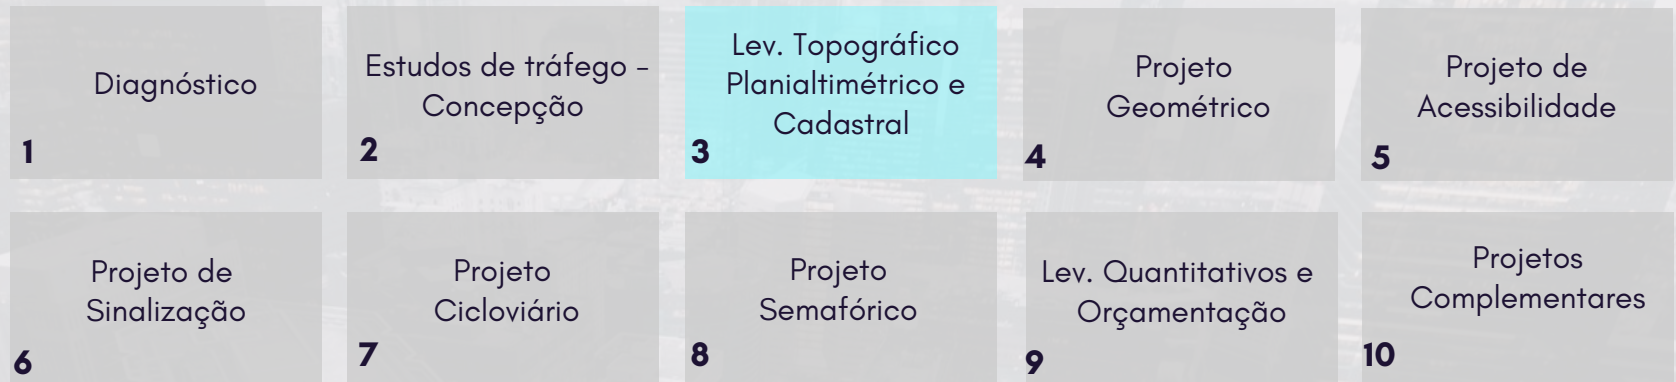 Diagnóstico
1
Estudos de tráfego -
Concepção
2
Lev. Topográfico
Planialtimétrico e
Cadastral
3
Projeto
Geométrico
4
Projeto de
Acessibilidade
5
Projeto de
Sinalização
6
Projeto
Cicloviário
7
Projeto
Semafórico
8
Lev. Quantitativos e
Orçamentação
9
Projetos
Complementares
10